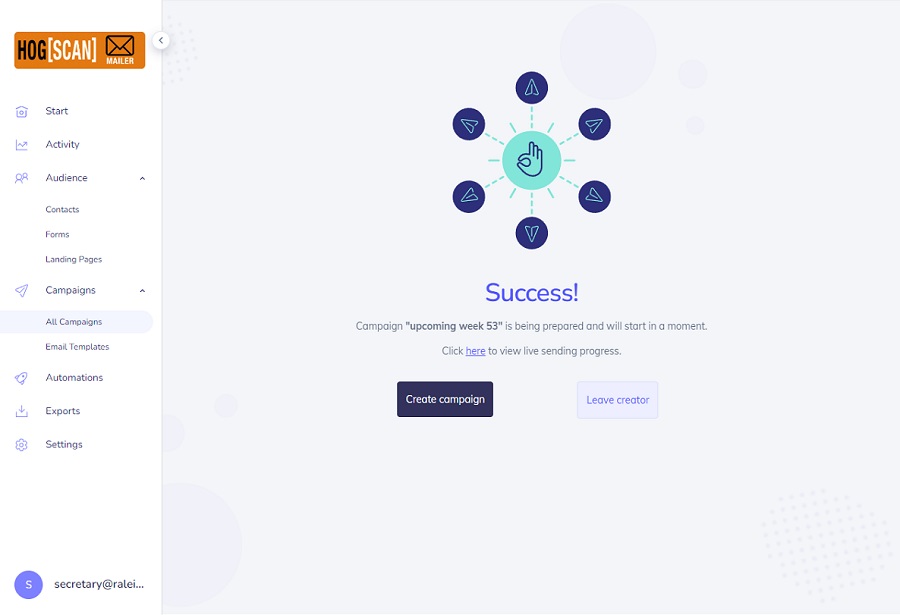 HOG[SCAN]
MAILER
Start
Activity
Audience
Contacts
Forms
Landing Pages
Campaigns
All Campaigns
Email Templates
Automations
Exports
Settings
S
secretary@ralei...
Success!
Campaign "upcoming week 53" is being prepared and will start in a moment.
Click here to view live sending progress.
Create campaign
Leave creator